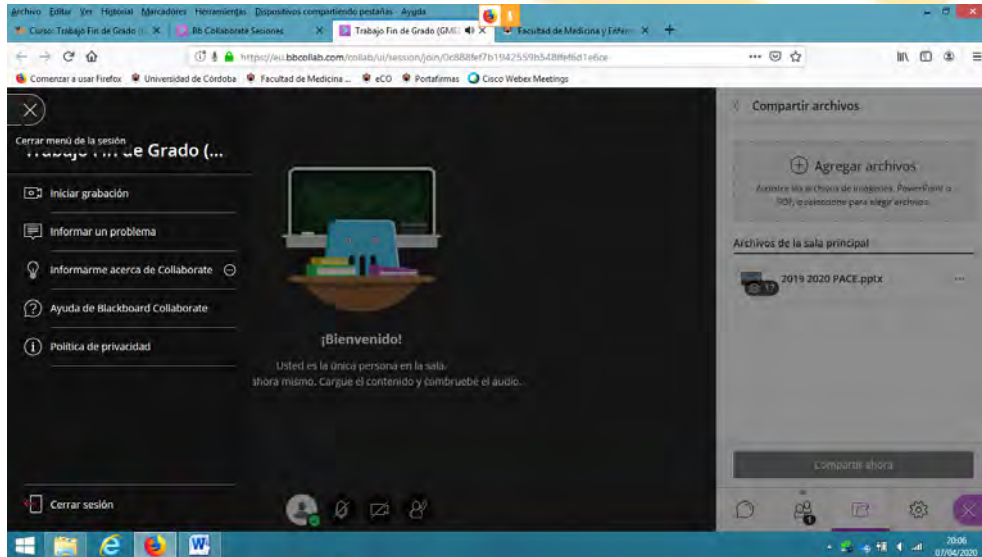 Archivo Editar Ver Historial Marcadores Herramientas Dispositivos compartiendo pestañas Ayuda
Curso: Trabajo Fin de Grado
Bb Collaborate Sesiones
Trabajo Fin de Grado (GME
Facultad de Medicina y Enferm
https://eu.bbcollab.com/collab/ui/session/join/
Comenzar a usar Firefox Universidad de Córdoba Facultad de Medicina ... eCO Portafirmas Cisco Webex Meetings
Cerrar menú de la sesión
de Grado (...
Iniciar grabación
Informar un problema
Informarme acerca de Collaborate
Ayuda de Blackboard Collaborate
Política de privacidad
Cerrar sesión
¡Bienvenido!
Usted es la única persona en la sala.
ahora mismo. Cargue el contenido y compruebe el audio.
Compartir archivos
Agregar archivos
Arrastre los archivos de imágenes, PowerPoint o
PDF, o seleccione para elegir archivos.
Archivos de la sala principal
17
2019 2020 PACE.pptx
Compartir ahora
1
20:06
07/04/2020